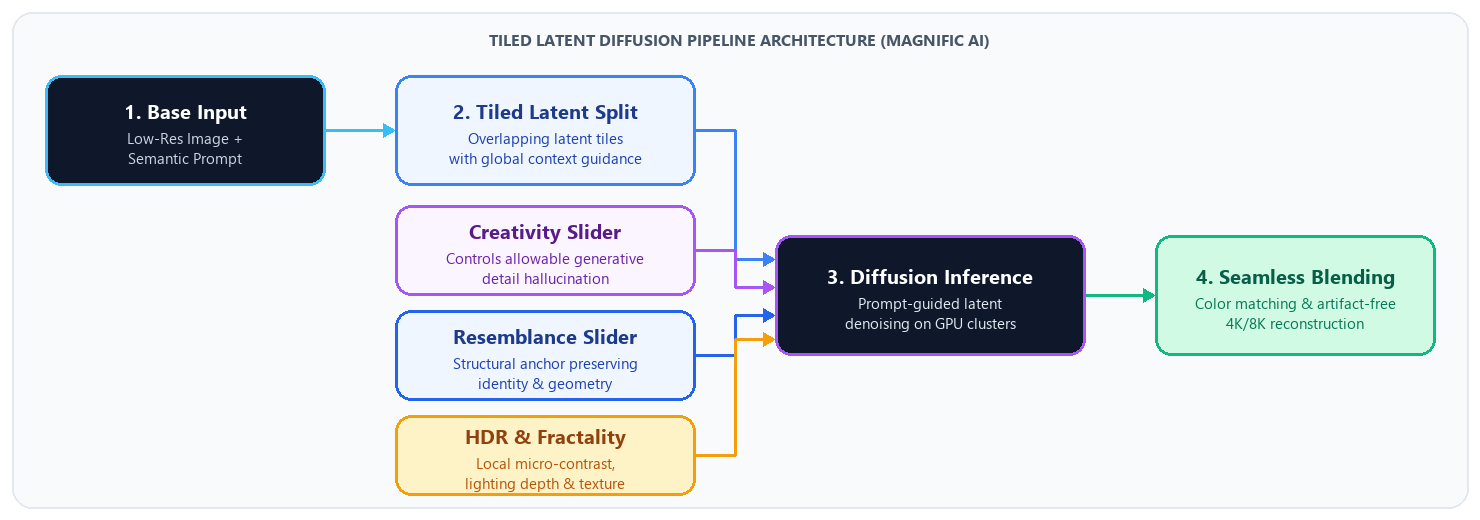 TILED LATENT DIFFUSION PIPELINE ARCHITECTURE (MAGNIFIC AI)
1. Base Input
Low-Res Image +
Semantic Prompt
2. Tiled Latent Split
Overlapping latent tiles
with global context guidance
Creativity Slider
Controls allowable generative
detail hallucination
Resemblance Slider
Structural anchor preserving
identity & geometry
HDR & Fractality
Local micro-contrast,
lighting depth & texture
3. Diffusion Inference
Prompt-guided latent
denoising on GPU clusters
4. Seamless Blending
Color matching & artifact-free
4K/8K reconstruction